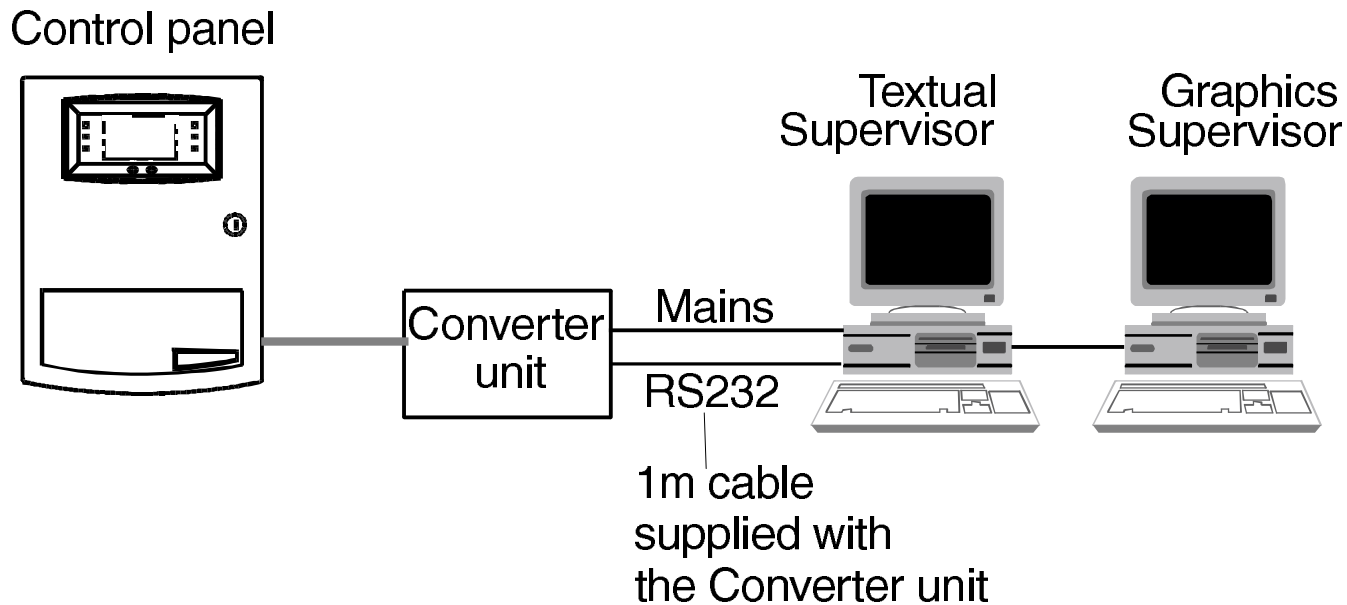 Control panel
Textual
Supervisor
Graphics
Supervisor
Converter
unit
Mains
RS232
1m cable
supplied with
the Converter unit